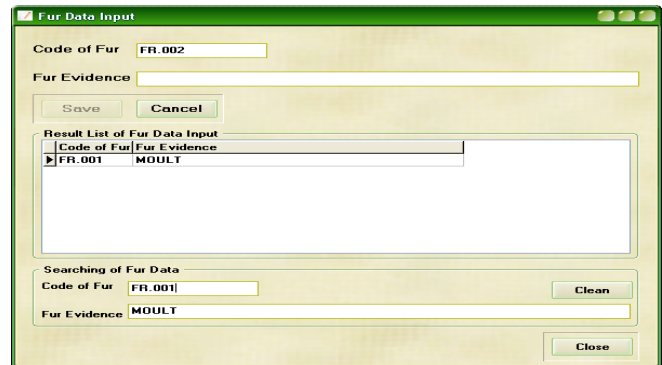 Fur Data Input
Code of Fur FR.002
Fur Evidence
Save Cancel
Result List of Fur Data Input
Code of Fur Fur Evidence
FR.001 MOULT
Searching of Fur Data
Code of Fur FR.001
Clean
Fur Evidence MOULT
Close